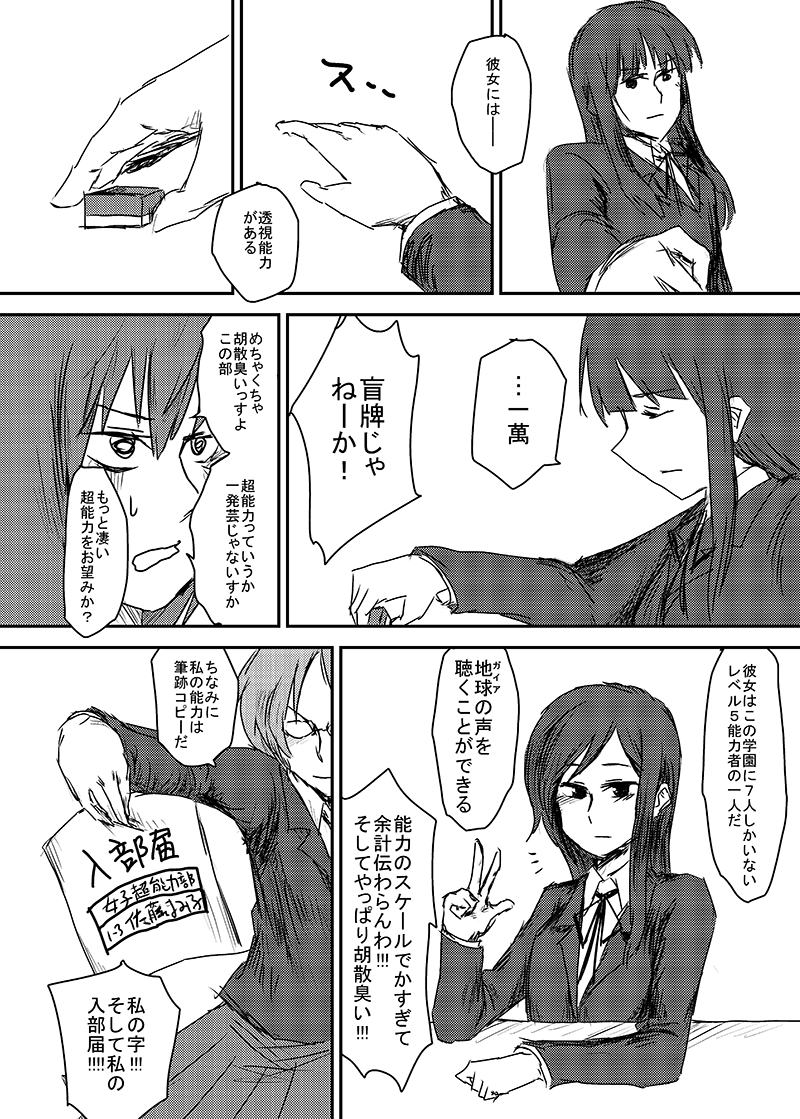 彼女には―
ス‥
透視能力
がある
…一萬
盲牌じゃ
ねーか！
めちゃくちゃ
胡散臭いっすよ
この部
超能力っていうか
一発芸じゃないすか
もっと凄い
超能力をお望みか？
彼女はこの学園に７人しかいない
レベル５能力者の一人だ
地球の声を
ガイア
聴くことができる
能力のスケールでかすぎて
余計伝わらんわ!!!
そしてやっぱり胡散臭い!!!
ちなみに
私の能力は
筆跡コピーだ
入部届
女子超能力部
1-3 佐藤まみ子
私の字!!!
そして私の
入部届!!!!